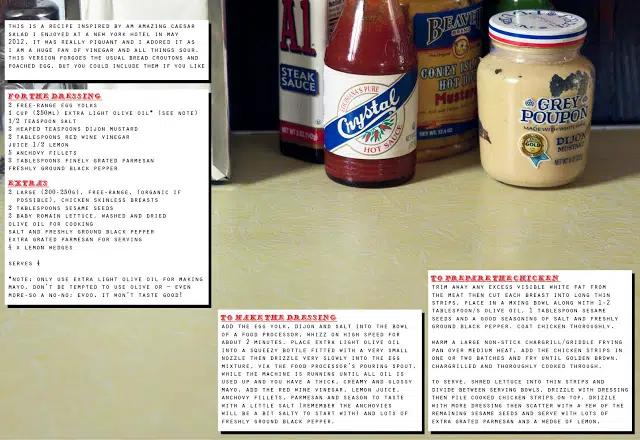 THIS IS A RECIPE INSPIRED BY AM AMAZING CAESAR
SALAD I ENJOYED AT A NEW YORK HOTEL IN MAY
2012. IT WAS REALLY PIQUANT AND I ADORED IT AS
I AM A HUGE FAN OF VINEGAR AND ALL THINGS SOUR.
THIS VERSION FORGOES THE USUAL BREAD CROUTONS AND
POACHED EGG. BUT YOU COULD INCLUDE THEM IF YOU LIKE
FOR THE DRESSING
2 FREE-RANGE EGG YOLKS
1 CUP (250ML) EXTRA LIGHT OLIVE OIL* (SEE NOTE)
1/2 TEASPOON SALT
2 HEAPED TEASPOONS DIJON MUSTARD
2 TABLESPOONS RED WINE VINEGAR
JUICE 1/2 LEMON
5 ANCHOVY FILLETS
3 TABLESPOONS FINELY GRATED PARMESAN
FRESHLY GROUND BLACK PEPPER
EXTRAS
2 LARGE (200-250G), FREE-RANGE, (ORGANIC IF
POSSIBLE), CHICKEN SKINLESS BREASTS
2 TABLESPOONS SESAME SEEDS
2 BABY ROMAIN LETTUCE, WASHED AND DRIED
OLIVE OIL FOR COOKING
SALT AND FRESHLY GROUND BLACK PEPPER
EXTRA GRATED PARMESAN FOR SERVING
4 X LEMON WEDGES
SERVES 4
*NOTE: ONLY USE EXTRA LIGHT OLIVE OIL FOR MAKING
MAYO, DON'T BE TEMPTED TO USE OLIVE OR – EVEN
MORE-SO A NO-NO: EVOO. IT WON'T TASTE GOOD!
A1
STEAK
SAUCE
LOUISIANA'S PURE
Crystal
HOT SAUCE
BEAVER
CONEY ISLAND
HOT DOG
Mustard
GREY
POUPON
MADE WITH WHITE WINE
GOLD
DIJON
MUSTARD
TO MAKE THE DRESSING
ADD THE EGG YOLK, DIJON AND SALT INTO THE BOWL
OF A FOOD PROCESSOR, WHIZZ ON HIGH SPEED FOR
ABOUT 2 MINUTES. PLACE EXTRA LIGHT OLIVE OIL
INTO A SQUEEZY BOTTLE FITTED WITH A VERY SMALL
NOZZLE THEN DRIZZLE VERY SLOWLY INTO THE EGG
MIXTURE, VIA THE FOOD PROCESSOR'S POURING SPOUT,
WHILE THE MACHINE IS RUNNING UNTIL ALL OIL IS
USED UP AND YOU HAVE A THICK, CREAMY AND GLOSSY
MAYO. ADD THE RED WINE VINEGAR, LEMON JUICE,
ANCHOVY FILLETS, PARMESAN AND SEASON TO TASTE
WITH A LITTLE SALT (REMEMBER THE ANCHOVIES
WILL BE A BIT SALTY TO START WITH) AND LOTS OF
FRESHLY GROUND BLACK PEPPER.
TO PREPARE THE CHICKEN
TRIM AWAY ANY EXCESS VISIBLE WHITE FAT FROM
THE MEAT THEN CUT EACH BREAST INTO LONG THIN
STRIPS. PLACE IN A MXING BOWL ALONG WITH 1-2
TABLESPOON/S OLIVE OIL, 1 TABLESPOON SESAME
SEEDS AND A GOOD SEASONING OF SALT AND FRESHLY
GROUND BLACK PEPPER. COAT CHICKEN THOROUGHLY.
HARM A LARGE NON-STICK CHARGRILL/GRIDDLE FRYING
PAN OVER MEDIUM HEAT, ADD THE CHICKEN STRIPS IN
ONE OR TWO BATCHES AND FRY UNTIL GOLDEN BROWN,
CHARGRILLED AND THOROUGHLY COOKED THROUGH.
TO SERVE, SHRED LETTUCE INTO THIN STRIPS AND
DIVIDE BETWEEN SERVING BOWLS, DRIZZLE WITH DRESSING
THEN PILE COOKED CHICKEN STRIPS ON TOP. DRIZZLE
WITH MORE DRESSING THEN SCATTER WITH A FEW OF THE
REMAINING SESAME SEEDS AND SERVE WITH LOTS OF
EXTRA PARMESAN AND A WEDGE OF LEMON.